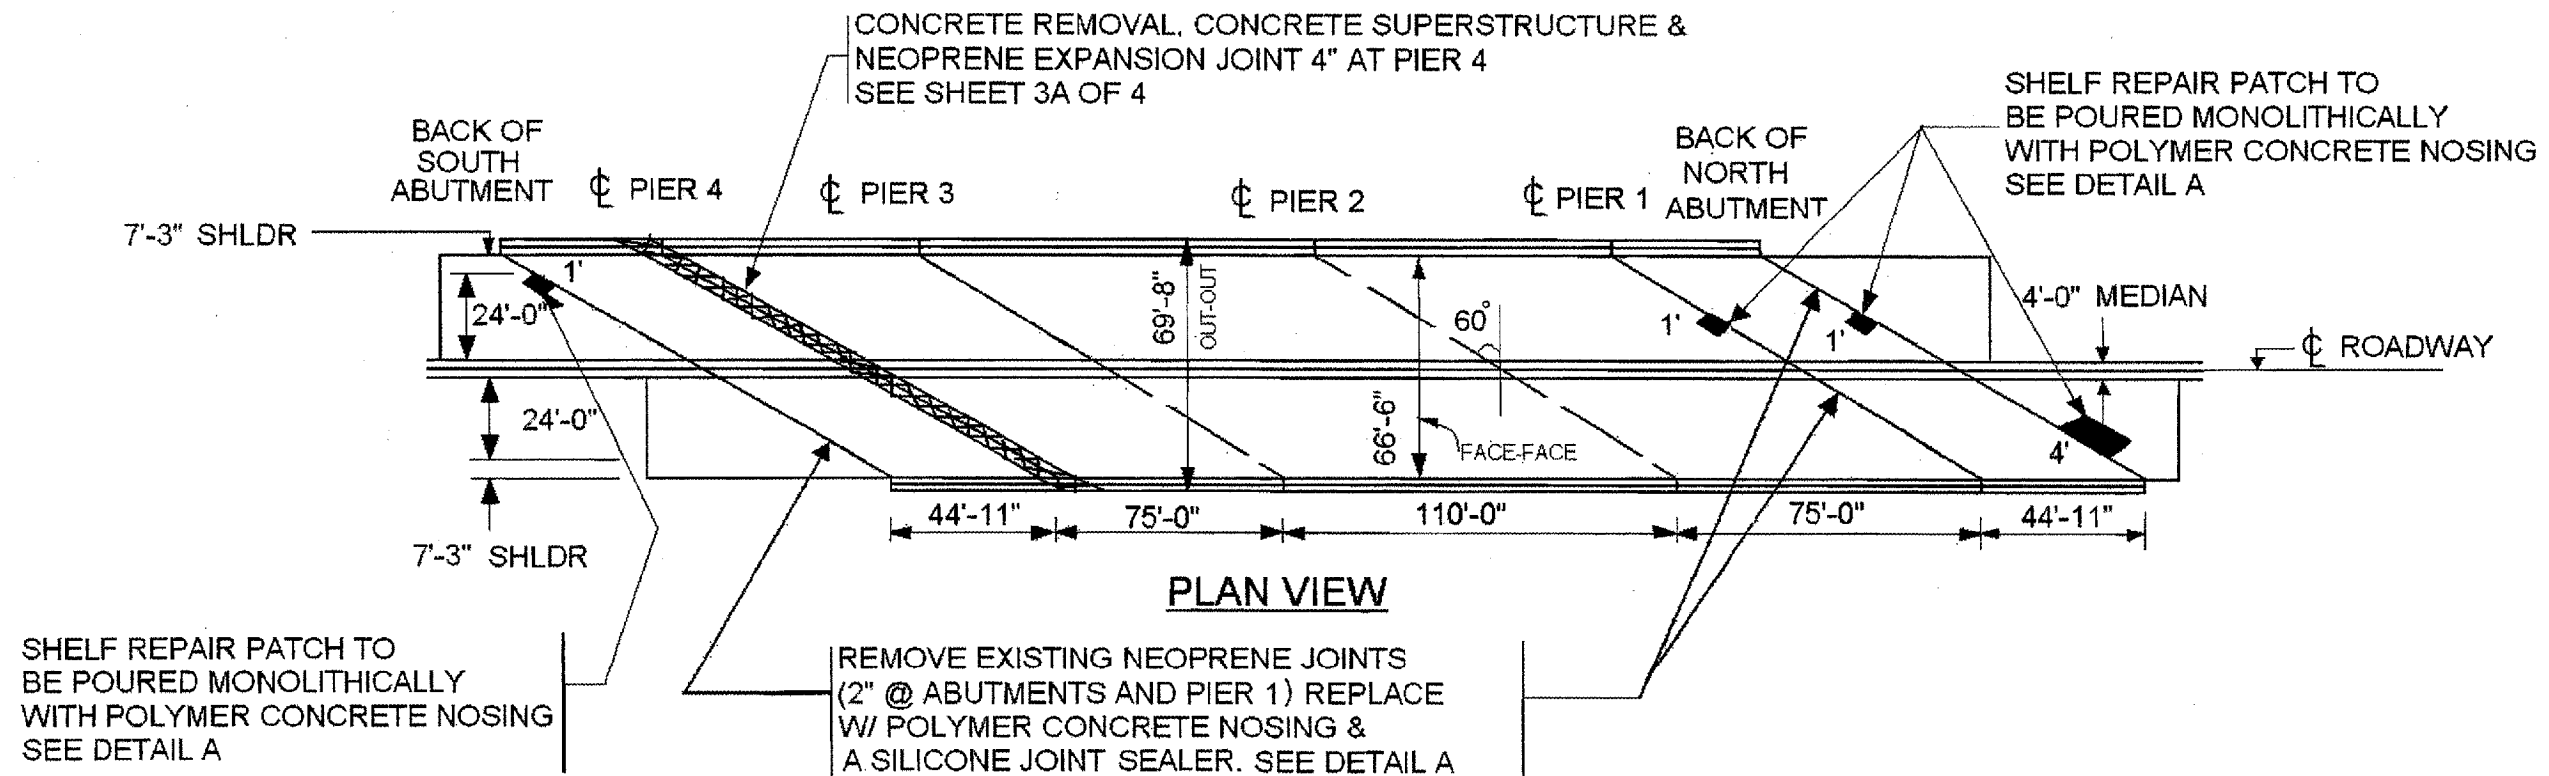 CONCRETE REMOVAL, CONCRETE SUPERSTRUCTURE &
NEOPRENE EXPANSION JOINT 4" AT PIER 4
SEE SHEET 3A OF 4
SHELF REPAIR PATCH TO
BE POURED MONOLITHICALLY
WITH POLYMER CONCRETE NOSING
SEE DETAIL A
BACK OF
SOUTH
ABUTMENT
℄ PIER 4
℄ PIER 3
℄ PIER 2
℄ PIER 1
BACK OF
NORTH
ABUTMENT
7'-3" SHLDR
1'
24'-0"
69'-8"
OUT-OUT
60°
1'
1'
4'-0" MEDIAN
℄ ROADWAY
24'-0"
66'-6"
FACE-FACE
4'
7'-3" SHLDR
44'-11"
75'-0"
110'-0"
75'-0"
44'-11"
PLAN VIEW
SHELF REPAIR PATCH TO
BE POURED MONOLITHICALLY
WITH POLYMER CONCRETE NOSING
SEE DETAIL A
REMOVE EXISTING NEOPRENE JOINTS
(2" @ ABUTMENTS AND PIER 1) REPLACE
W/ POLYMER CONCRETE NOSING &
A SILICONE JOINT SEALER. SEE DETAIL A